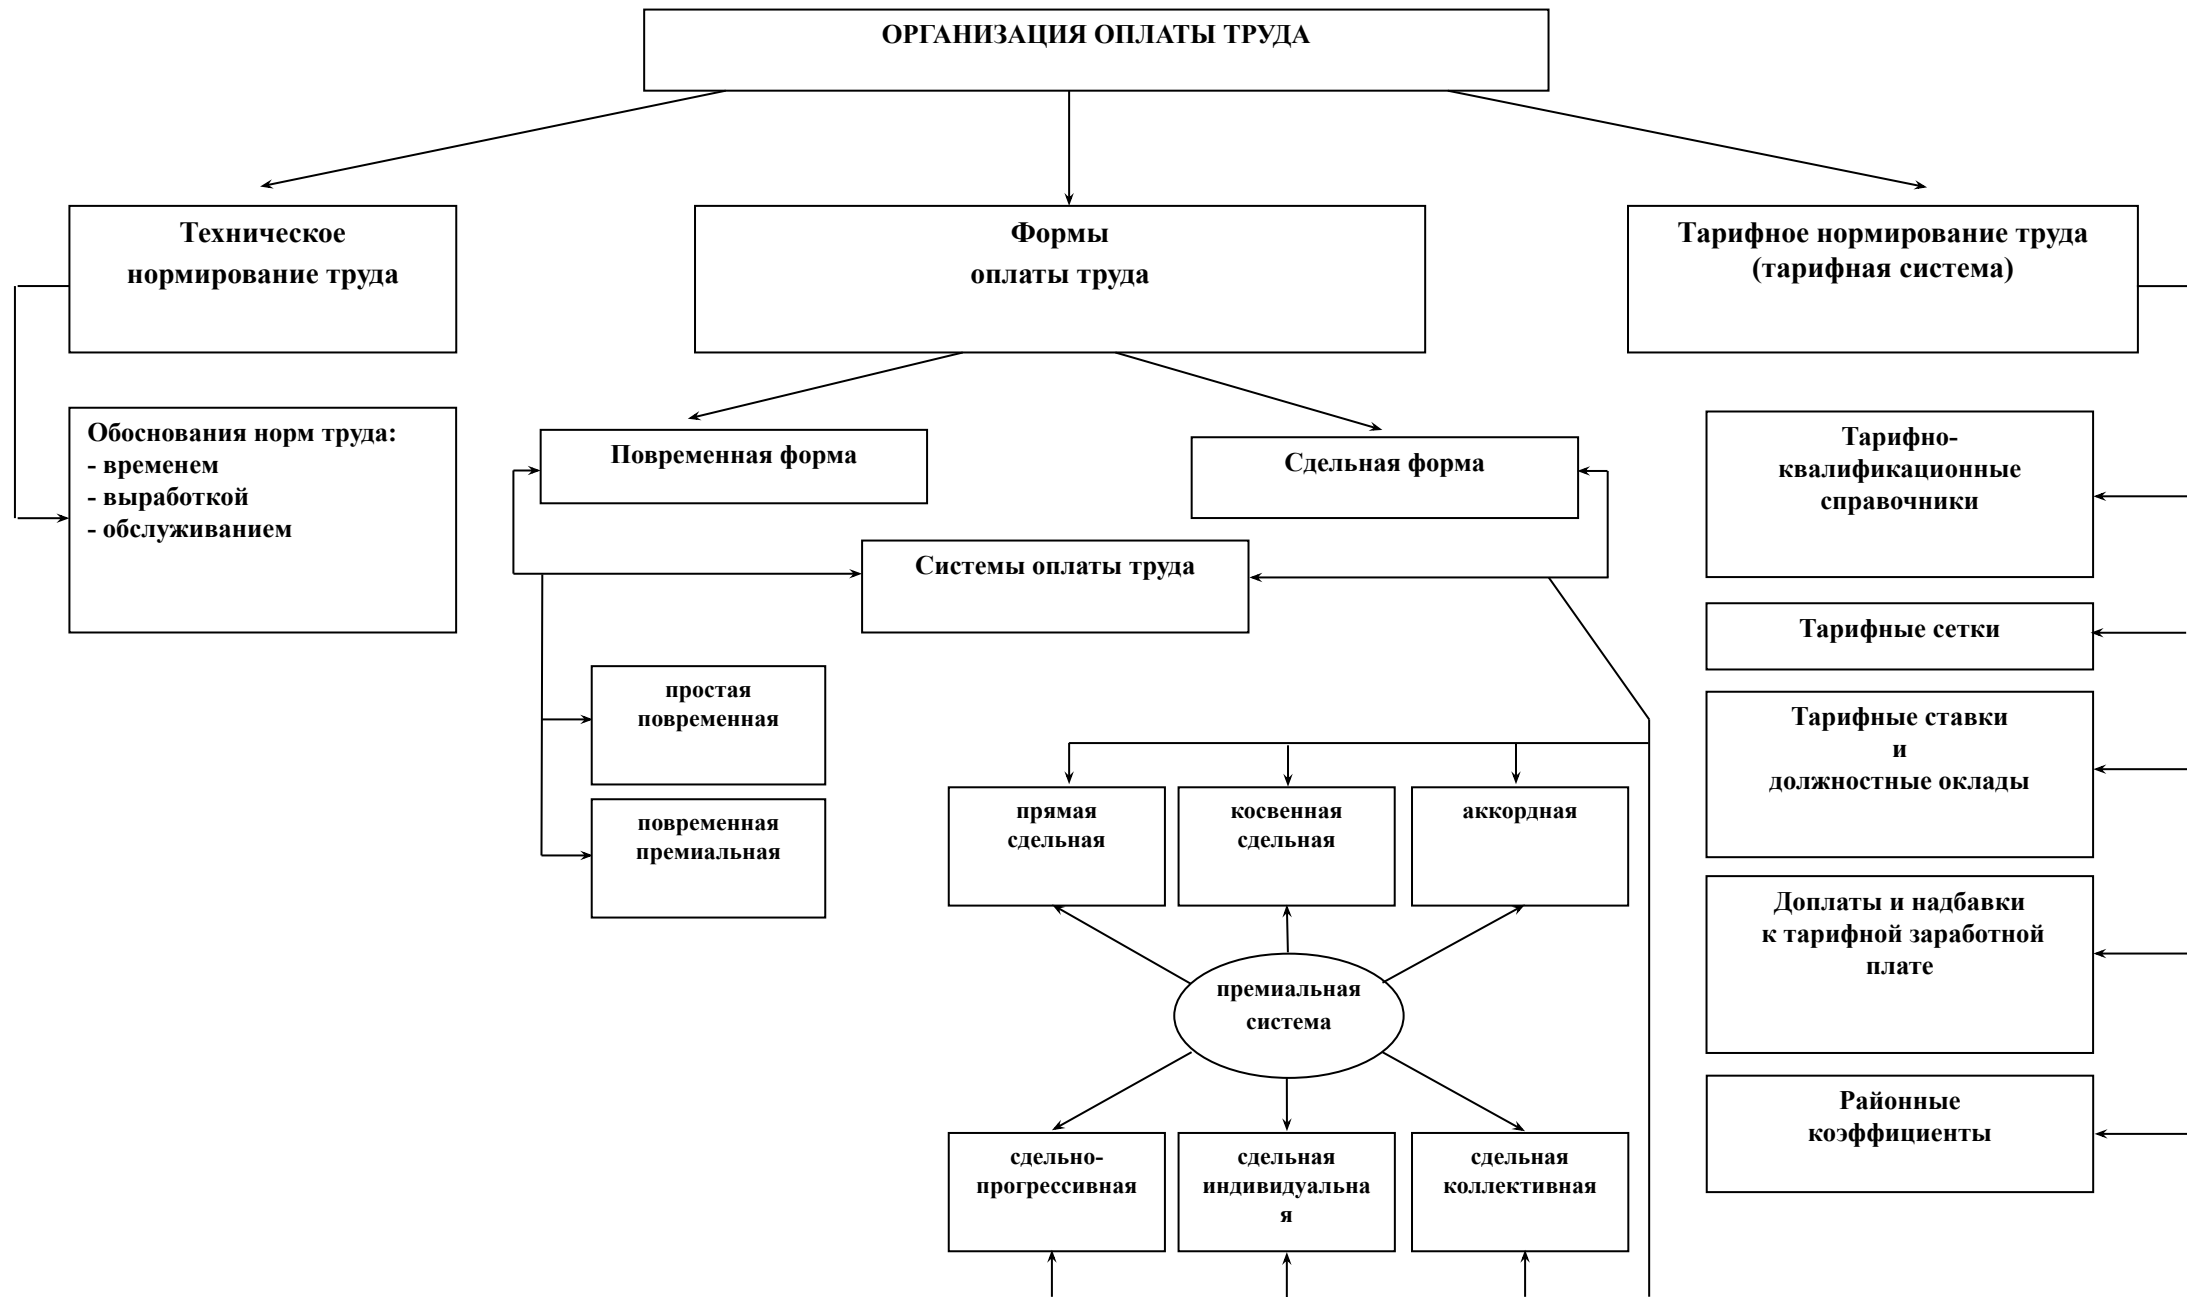 ОРГАНИЗАЦИЯ ОПЛАТЫ ТРУДА
Техническое
нормирование труда
Формы
оплаты труда
Тарифное нормирование труда
(тарифная система)
Обоснования норм труда:
- временем
- выработкой
- обслуживанием
Повременная форма
Сдельная форма
Системы оплаты труда
простая
повременная
повременная
премиальная
прямая
сдельная
косвенная
сдельная
аккордная
премиальная
система
сдельно-
прогрессивная
сдельная
индивидуальна
я
сдельная
коллективная
Тарифно-
квалификационные
справочники
Тарифные сетки
Тарифные ставки
и
должностные оклады
Доплаты и надбавки
к тарифной заработной
плате
Районные
коэффициенты